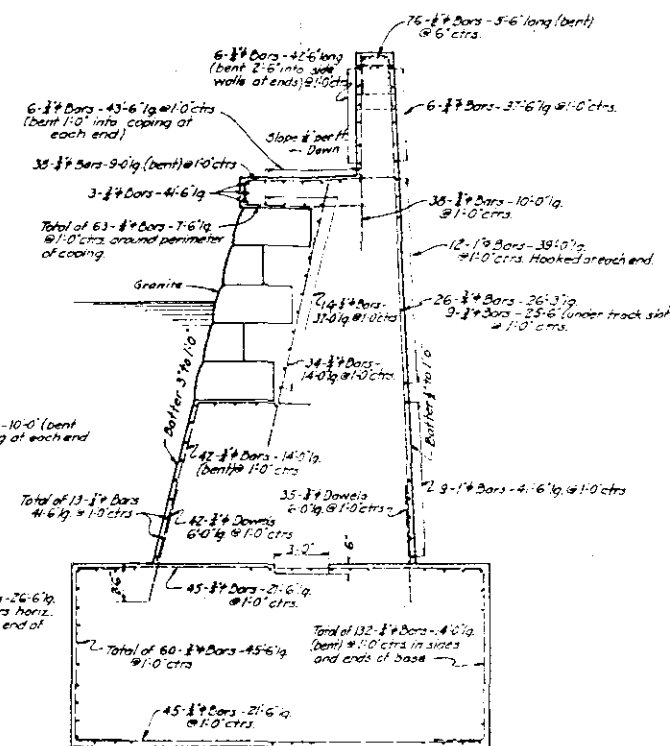 76-¾"φ Bars - 5'-6" long (bent)
@ 6" ctrs.
6-¾"φ Bars - 42'-6" long
(bent 2'-6" into side
walls at ends) @ 1'-0" ctrs
6-¾"φ Bars - 43'-6" lg. @ 1'-0" ctrs
(bent 1'-0" into coping at
each end)
6-¾"φ Bars - 37'-6" lg. @ 1'-0" ctrs.
Slope per ft.
Down
38-¾"φ Bars - 9'-0" lg. (bent) @ 1'-0" ctrs
3-¾"φ Bars - 41'-6" lg.
Total of 63-¾"φ Bars - 7'-6" lg.
@ 1'-0" ctrs. around perimeter
of coping.
38-¾"φ Bars - 10'-0" lg.
@ 1'-0" ctrs.
12-1"φ Bars - 39'-0" lg.
@ 1'-0" ctrs. Hooked at each end.
Granite
14-¾"φ Bars -
@ 1'-0" ctrs
26-¾"φ Bars - 26'-3" lg.
9-¾"φ Bars - 25'-6" (under track slot
@ 1'-0" ctrs.
34-¾"φ Bars -
14'-0" lg. @ 1'-0" ctrs.
Batter 3" to 1'-0"
Batter to 1'-0"
-10'-0" (bent
g at each end
42-¾"φ Bars - 14'-0" lg.
(bent) @ 1'-0" ctrs
9-1"φ Bars - 41'-6" lg. @ 1'-0" ctrs
Total of 13-¾"φ Bars
41'-6" lg. @ 1'-0" ctrs
42-¾"φ Dowels
6'-0" lg. @ 1'-0" ctrs
35-¾"φ Dowels
6'-0" lg. @ 1'-0" ctrs
3'-0"
6"
2'-6"
45-¾"φ Bars - 21'-6" lg.
@ 1'-0" ctrs.
- 26'-6" lg.
rs horiz.
end of
Total of 60-¾"φ Bars - 45'-6" lg.
@ 1'-0" ctrs
Total of 132-¾"φ Bars - 14'-0" lg.
(bent) @ 1'-0" ctrs in sides
and ends of base
45-¾"φ Bars - 21'-6" lg.
@ 1'-0" ctrs.